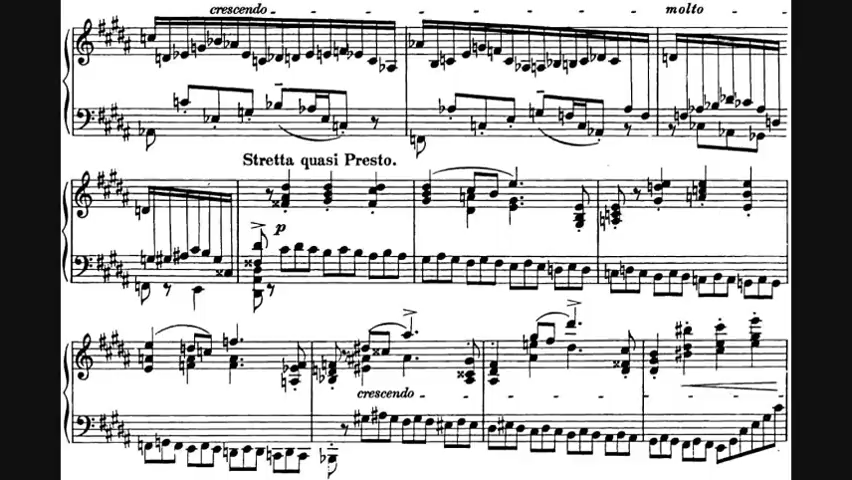 crescendo
molto
Stretta quasi Presto.
p
crescendo